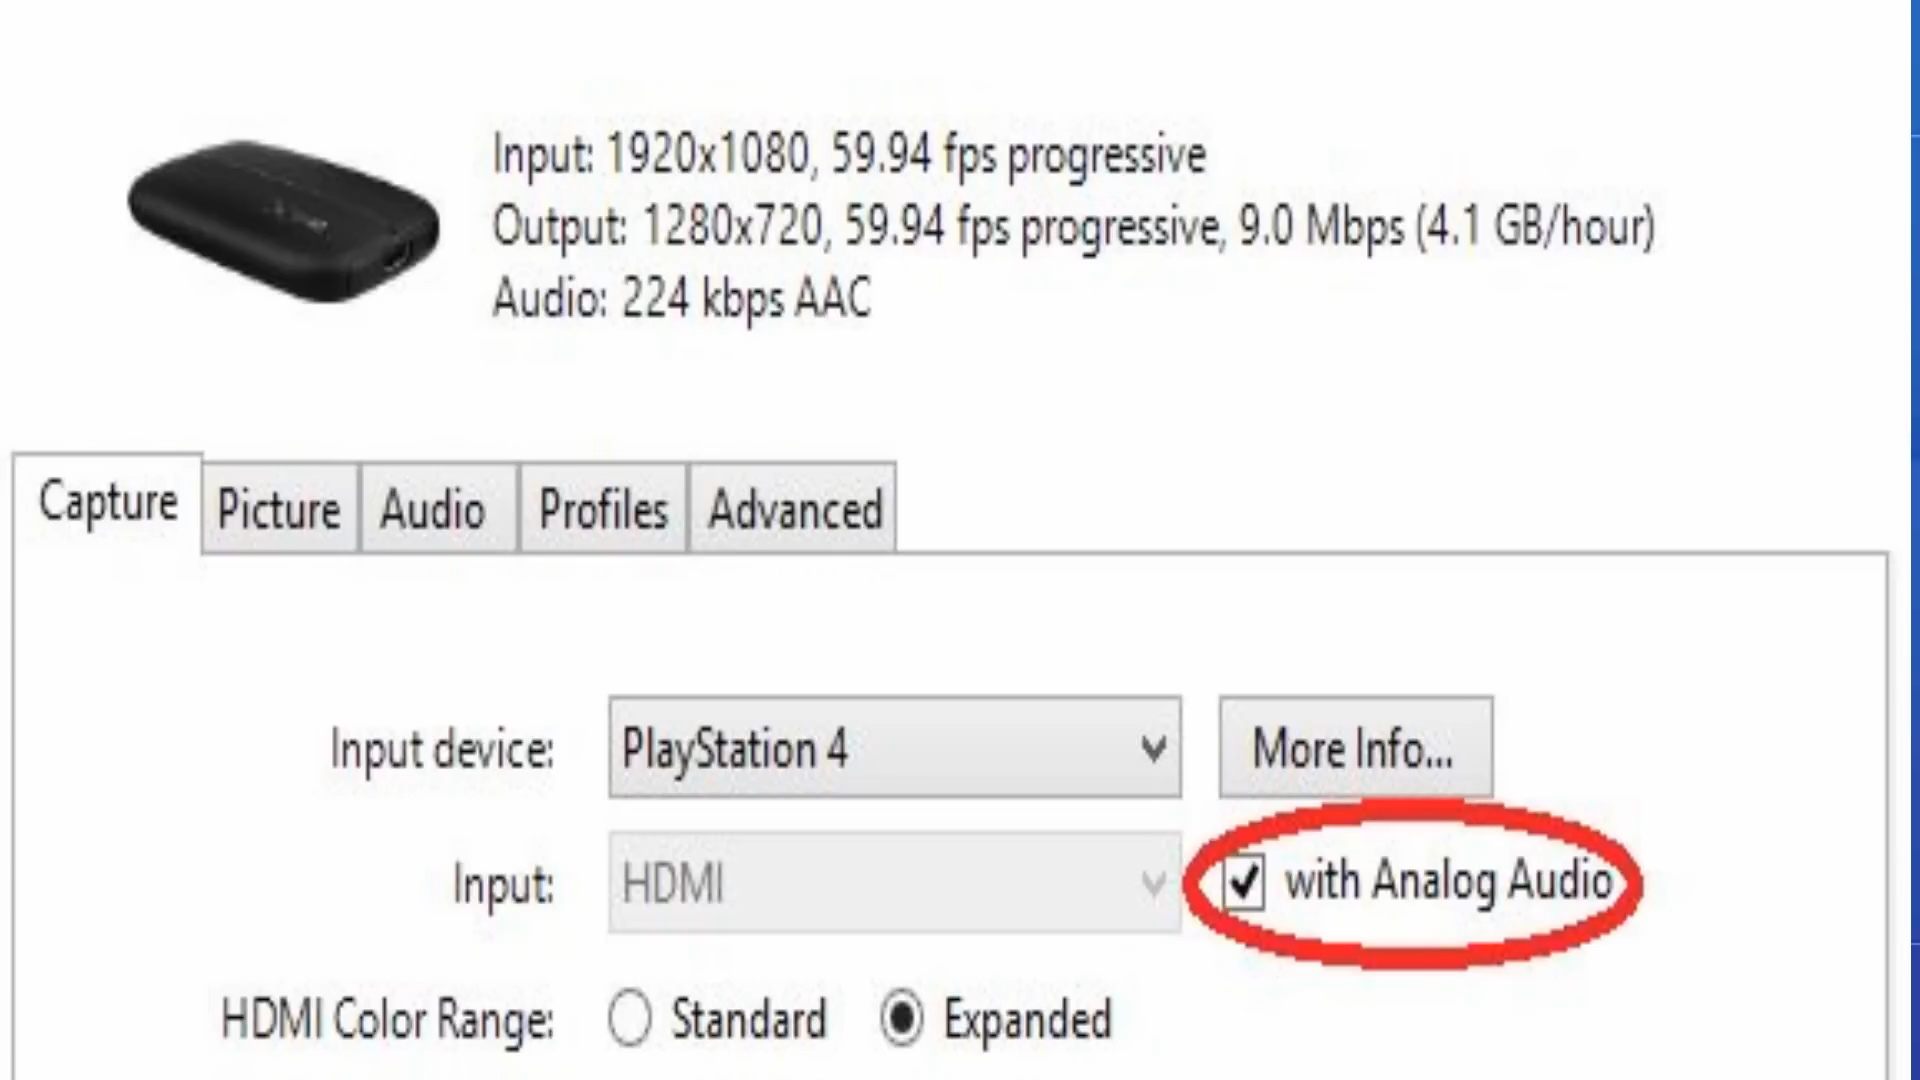 Input: 1920x1080, 59.94 fps progressive
Output: 1280x720, 59.94 fps progressive, 9.0 Mbps (4.1 GB/hour)
Audio: 224 kbps AAC
Capture Picture Audio Profiles Advanced
Input device: PlayStation 4 More Info...
Input: HDMI with Analog Audio
HDMI Color Range: Standard Expanded